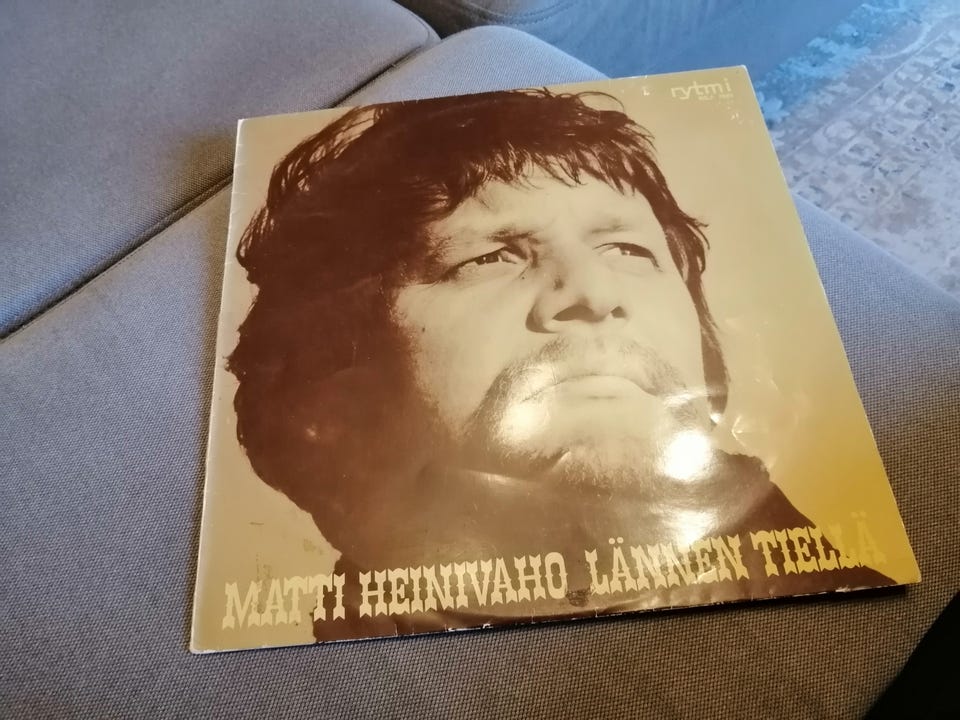 rytmi
MATTI HEINIVAHO LÄNNEN TIELLÄ